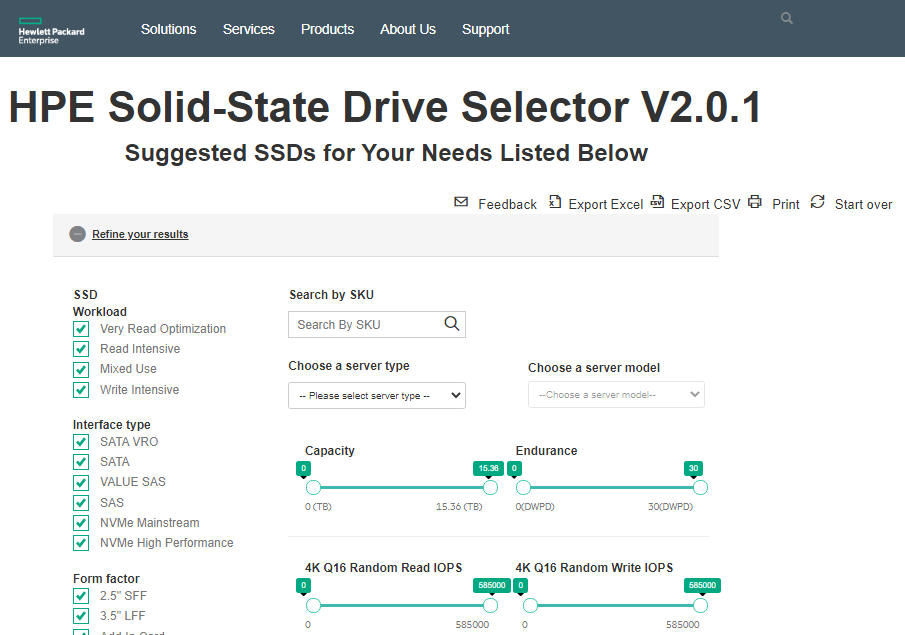 Hewlett Packard
Enterprise
Solutions Services Products About Us Support
HPE Solid-State Drive Selector V2.0.1
Suggested SSDs for Your Needs Listed Below
Feedback Export Excel Export CSV Print Start over
Refine your results
SSD
Workload
Very Read Optimization
Read Intensive
Mixed Use
Write Intensive
Interface type
SATA VRO
SATA
VALUE SAS
SAS
NVMe Mainstream
NVMe High Performance
Form factor
2.5" SFF
3.5" LFF
Add In Card
Search by SKU
Search By SKU
Choose a server type
-- Please select server type --
Choose a server model
--Choose a server model--
Capacity
0 15.36
0 (TB) 15.36 (TB)
Endurance
0 30
0(DWPD) 30(DWPD)
4K Q16 Random Read IOPS
0 585000
0 585000
4K Q16 Random Write IOPS
0 585000
0 585000